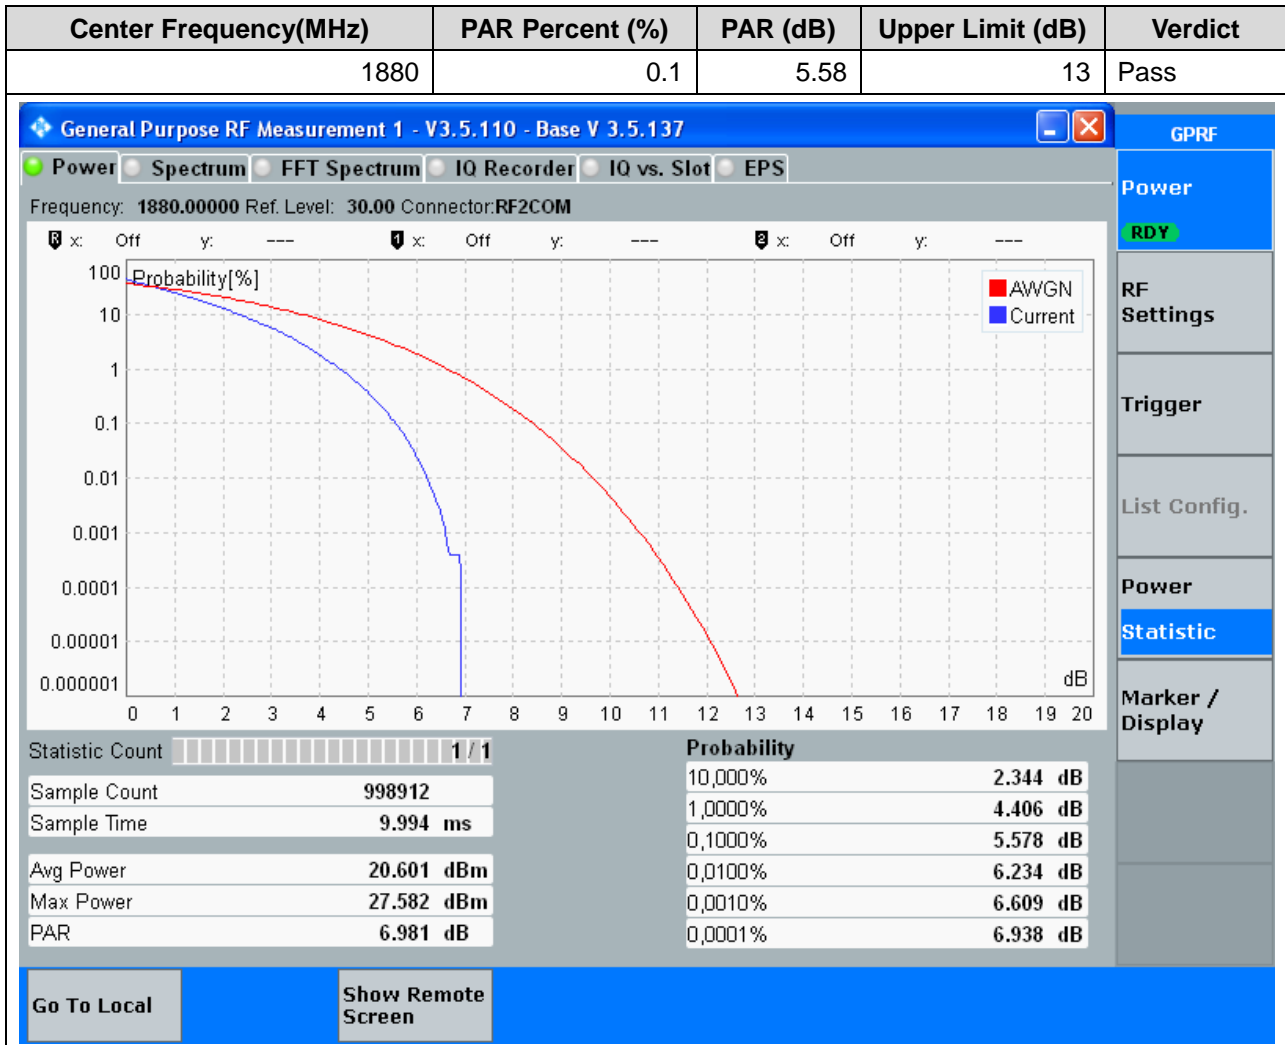 Center Frequency(MHz) PAR Percent (%) PAR (dB) Upper Limit (dB) Verdict
1880 0.1 5.58 13 Pass
General Purpose RF Measurement 1 - V3.5.110 - Base V 3.5.137
GPRF
Power Spectrum FFT Spectrum IQ Recorder IQ vs. Slot EPS
Power
RDY
Frequency: 1880.00000 Ref. Level: 30.00 Connector:RF2COM
R x: Off y: --- 1 x: Off y: --- 2 x: Off y: ---
Probability[%]
AWGN
Current
100
10
1
0.1
0.01
0.001
0.0001
0.00001
0.000001
dB
0 1 2 3 4 5 6 7 8 9 10 11 12 13 14 15 16 17 18 19 20
RF
Settings
Trigger
List Config.
Power
Statistic
Marker /
Display
Statistic Count 1 / 1
Sample Count 998912
Sample Time 9.994 ms
Avg Power 20.601 dBm
Max Power 27.582 dBm
PAR 6.981 dB
Probability
10,000% 2.344 dB
1,0000% 4.406 dB
0,1000% 5.578 dB
0,0100% 6.234 dB
0,0010% 6.609 dB
0,0001% 6.938 dB
Go To Local
Show Remote
Screen